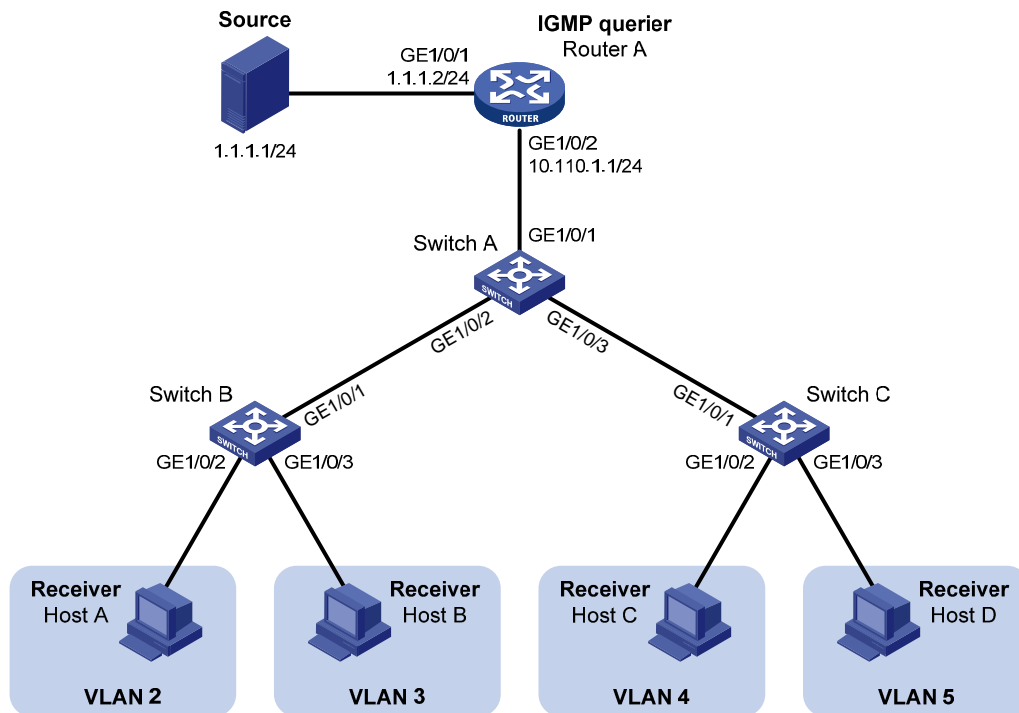 Source
IGMP querier
Router A
GE1/0/1
1.1.1.2/24
ROUTER
1.1.1.1/24
GE1/0/2
10.110.1.1/24
Switch A
GE1/0/1
SWITCH
GE1/0/2
GE1/0/3
Switch B
GE1/0/1
SWITCH
GE1/0/2
GE1/0/3
Switch C
GE1/0/1
SWITCH
GE1/0/2
GE1/0/3
Receiver
Host A
VLAN 2
Receiver
Host B
VLAN 3
Receiver
Host C
VLAN 4
Receiver
Host D
VLAN 5